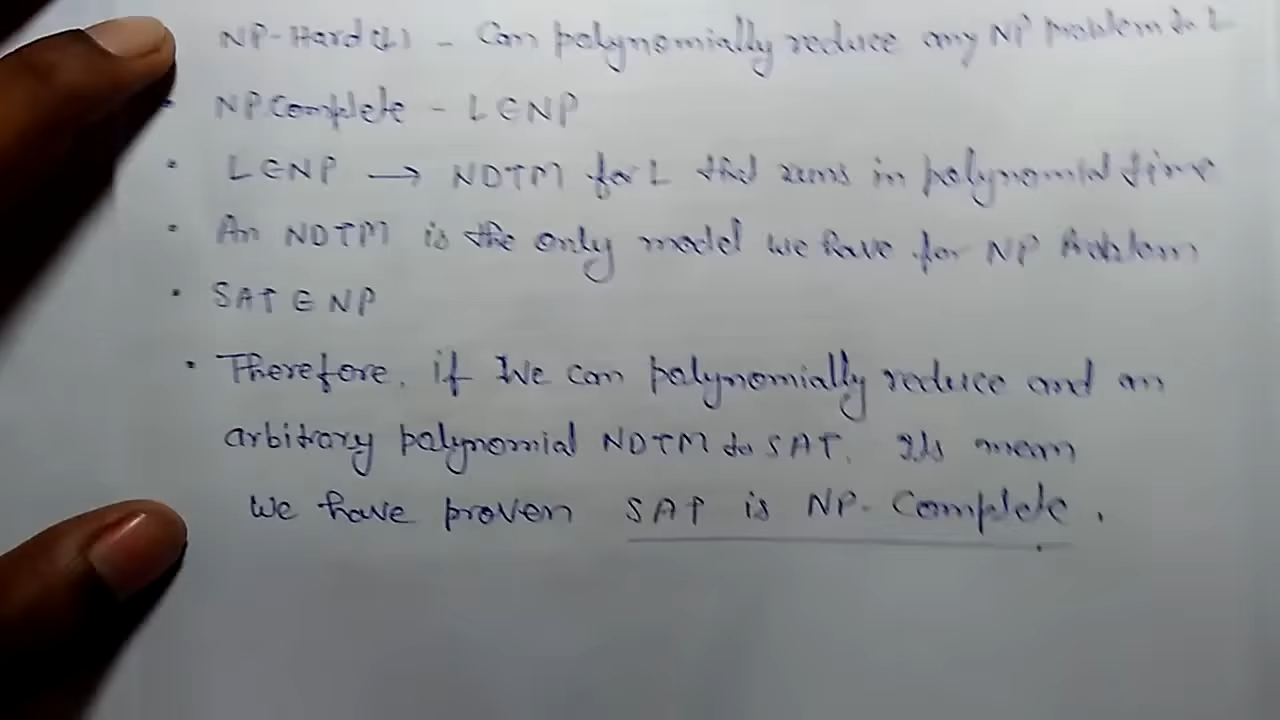 NP-Hard(L) - Can polynomially reduce any NP problem to L
• NP Complete - L ∈ NP
• L ∈ NP → NDTM for L that runs in polynomial time
• An NDTM is the only model we have for NP Problem
• SAT ∈ NP
• Therefore, if we can polynomially reduce and an
arbitrary polynomial NDTM to SAT. Its mean
we have proven SAT is NP-Complete.